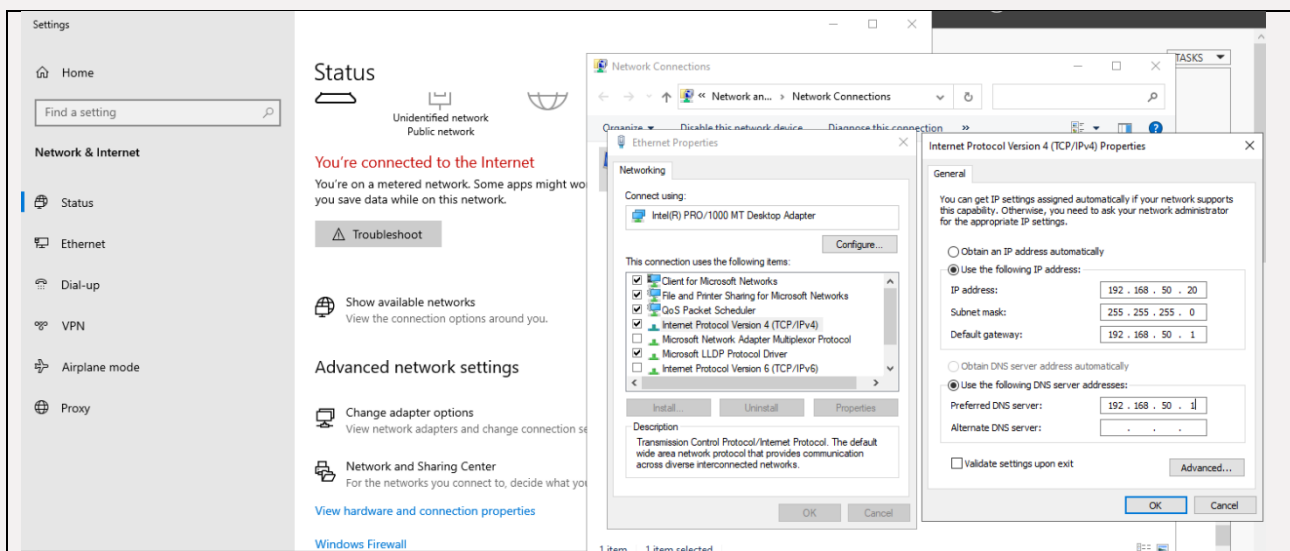 Settings
Home
Find a setting
Network & Internet
Status
Ethernet
Dial-up
VPN
Airplane mode
Proxy
Status
Unidentified network
Public network
You're connected to the Internet
You're on a metered network. Some apps might wo
you save data while on this network.
Troubleshoot
Show available networks
View the connection options around you.
Advanced network settings
Change adapter options
View network adapters and change connection se
Network and Sharing Center
For the networks you connect to, decide what you
View hardware and connection properties
Windows Firewall
TASKS
Network Connections
« Network an... > Network Connections
Organize Disable this network device Diagnose this connection »
Ethernet Properties
Networking
Connect using:
Intel(R) PRO/1000 MT Desktop Adapter
Configure...
This connection uses the following items:
Client for Microsoft Networks
File and Printer Sharing for Microsoft Networks
QoS Packet Scheduler
Internet Protocol Version 4 (TCP/IPv4)
Microsoft Network Adapter Multiplexor Protocol
Microsoft LLDP Protocol Driver
Internet Protocol Version 6 (TCP/IPv6)
Install... Uninstall Properties
Description
Transmission Control Protocol/Internet Protocol. The default
wide area network protocol that provides communication
across diverse interconnected networks.
OK Cancel
1 item 1 item selected
Internet Protocol Version 4 (TCP/IPv4) Properties
General
You can get IP settings assigned automatically if your network supports
this capability. Otherwise, you need to ask your network administrator
for the appropriate IP settings.
Obtain an IP address automatically
Use the following IP address:
IP address: 192 . 168 . 50 . 20
Subnet mask: 255 . 255 . 255 . 0
Default gateway: 192 . 168 . 50 . 1
Obtain DNS server address automatically
Use the following DNS server addresses:
Preferred DNS server: 192 . 168 . 50 . 1
Alternate DNS server: . . .
Validate settings upon exit
Advanced...
OK Cancel